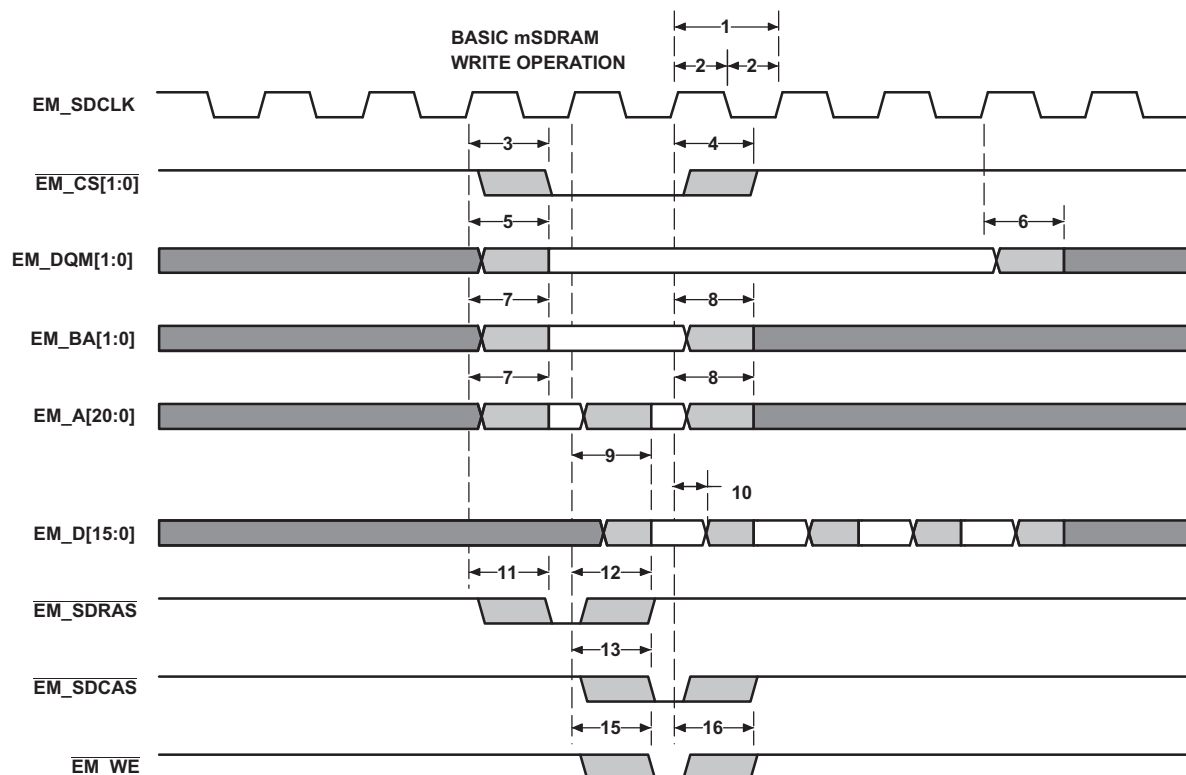 1
BASIC mSDRAM
WRITE OPERATION
2 2
EM_SDCLK
3 4
EM_CS[1:0]
5 6
EM_DQM[1:0]
7 8
EM_BA[1:0]
7 8
EM_A[20:0]
9
10
EM_D[15:0]
11 12
EM_SDRAS
13
EM_SDCAS
15 16
EM_WE